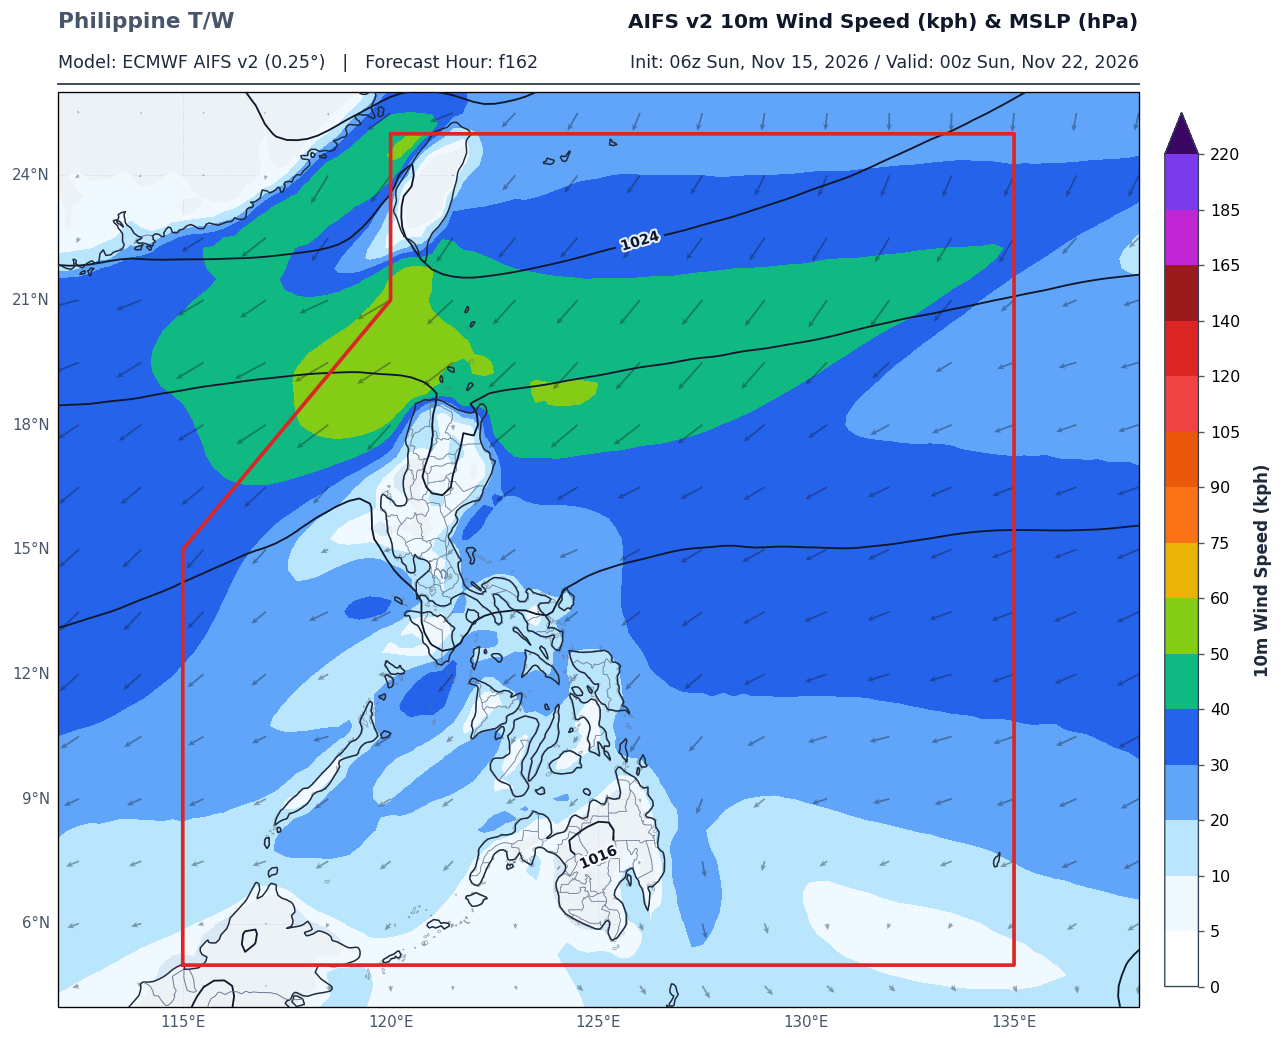 Philippine T/W
AIFS v2 10m Wind Speed (kph) & MSLP (hPa)
Model: ECMWF AIFS v2 (0.25°) | Forecast Hour: f162
Init: 06z Sun, Nov 15, 2026 / Valid: 00z Sun, Nov 22, 2026
24°N
21°N
18°N
15°N
12°N
9°N
6°N
1024
1016
115°E
120°E
125°E
130°E
135°E
220
185
165
140
120
105
90
75
60
50
40
30
20
10
5
0
10m Wind Speed (kph)